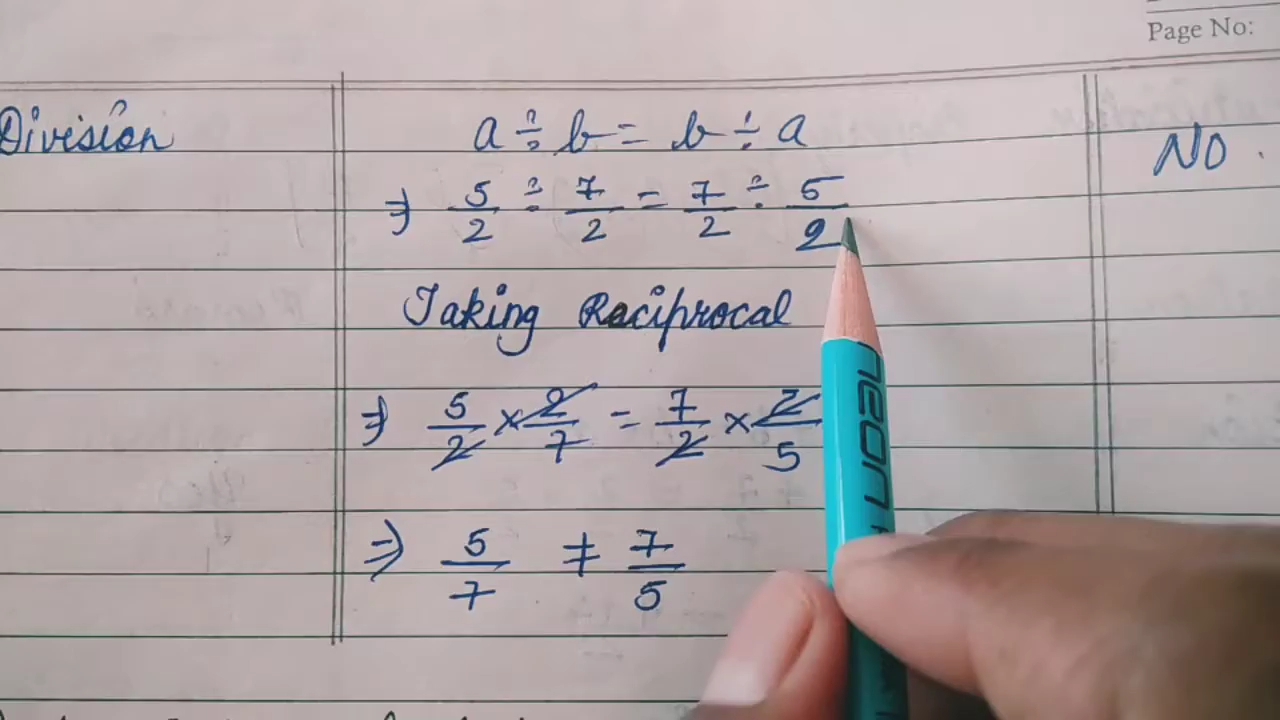 Page No:
Division a ÷ b = b ÷ a NO
⇒ 5/2 ÷ 7/2 = 7/2 ÷ 5/2
Taking Reciprocal
⇒ 5/2 × 2/7 = 7/2 × 2/5
⇒ 5/7 ≠ 7/5
neon